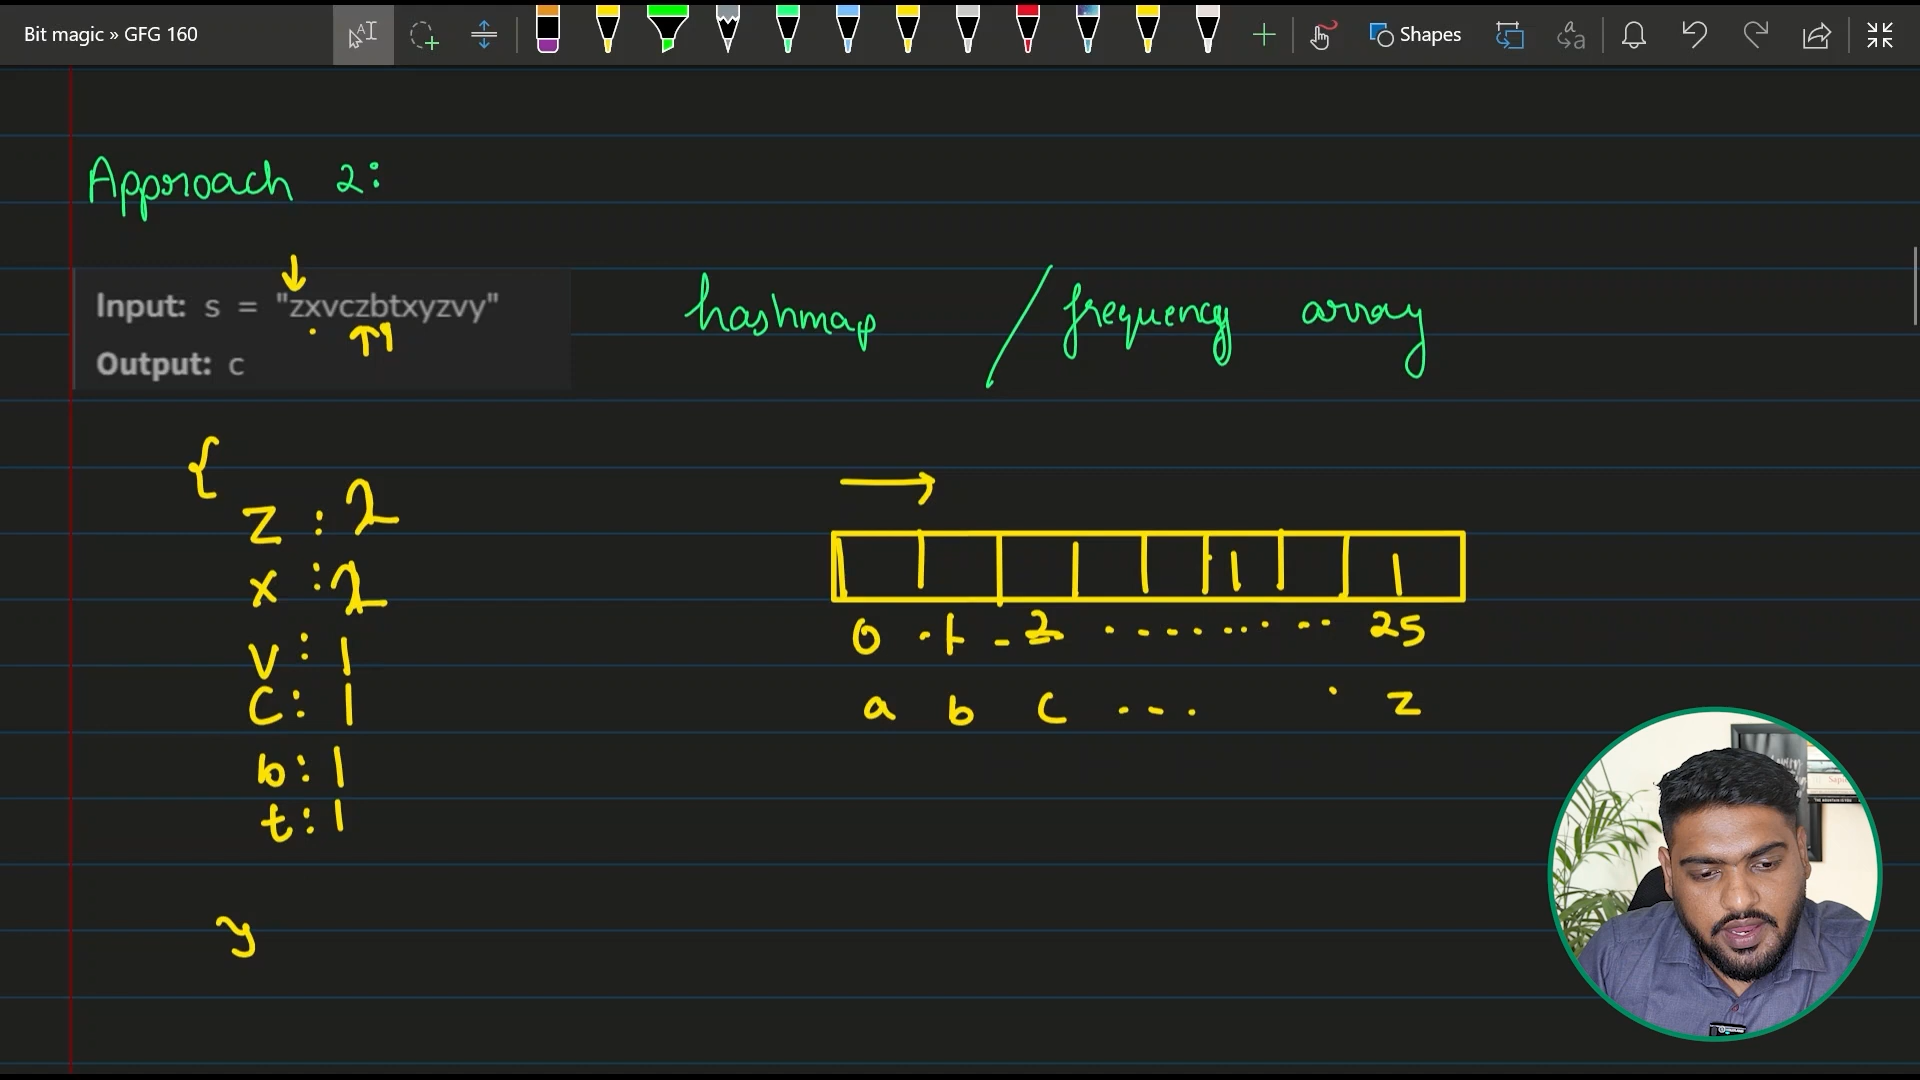 Bit magic » GFG 160
Shapes
Approach 2:
Input: s = "zxvczbtxyzvy"
Output: c
hashmap / frequency array
{
z : 2
x : 2
v : 1
c : 1
b : 1
t : 1
}
0 1 2 ........ 25
a b c ... z